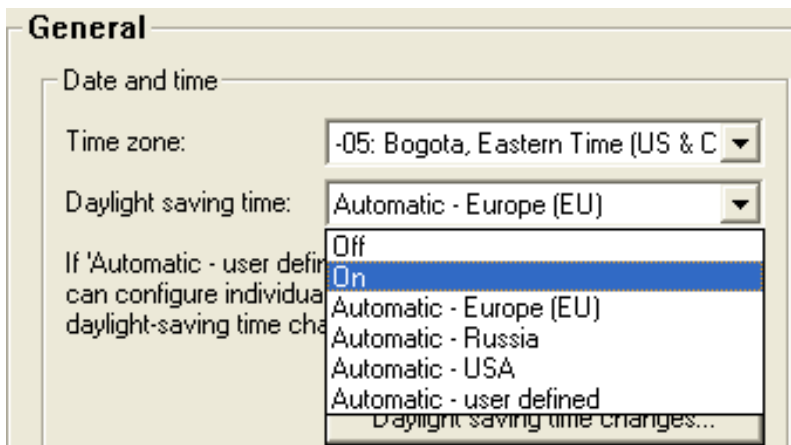 General
Date and time
Time zone:
-05: Bogota, Eastern Time (US & C
Daylight saving time:
Automatic - Europe (EU)
Off
On
Automatic - Europe (EU)
Automatic - Russia
Automatic - USA
Automatic - user defined
If 'Automatic - user defin
can configure individua
daylight-saving time cha
Daylight saving time changes...